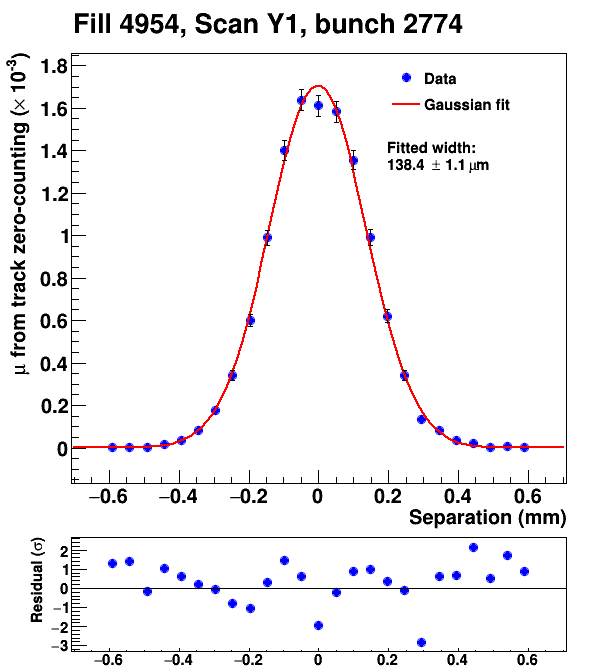 Fill 4954, Scan Y1, bunch 2774
μ from track zero-counting (× 10⁻³)
1.8
1.6
1.4
1.2
1
0.8
0.6
0.4
0.2
0
Data
Gaussian fit
Fitted width:
138.4 ± 1.1 μm
−0.6 −0.4 −0.2 0 0.2 0.4 0.6
Separation (mm)
Residual (σ)
2
1
0
−1
−2
−3
−0.6 −0.4 −0.2 0 0.2 0.4 0.6